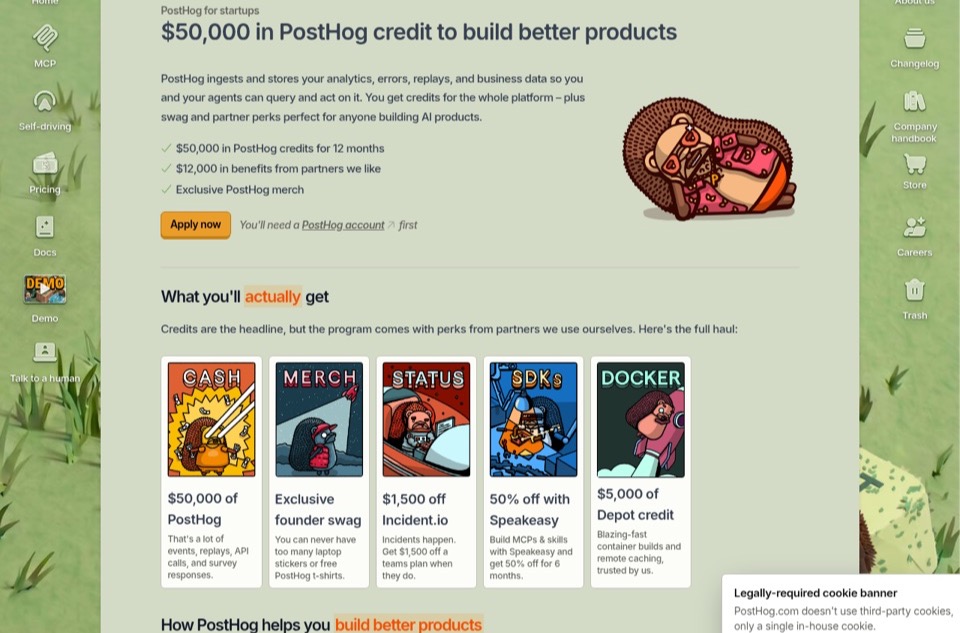 Home
MCP
Self-driving
Pricing
Docs
DEMO
Demo
Talk to a human
PostHog for startups
$50,000 in PostHog credit to build better products
PostHog ingests and stores your analytics, errors, replays, and business data so you
and your agents can query and act on it. You get credits for the whole platform – plus
swag and partner perks perfect for anyone building AI products.
$50,000 in PostHog credits for 12 months
$12,000 in benefits from partners we like
Exclusive PostHog merch
Apply now
You'll need a PostHog account first
What you'll actually get
Credits are the headline, but the program comes with perks from partners we use ourselves. Here's the full haul:
CASH
$50,000 of
PostHog
That's a lot of
events, replays, API
calls, and survey
responses.
MERCH
Exclusive
founder swag
You can never have
too many laptop
stickers or free
PostHog t-shirts.
STATUS
$1,500 off
Incident.io
Incidents happen.
Get $1,500 off a
teams plan when
they do.
SDKs
50% off with
Speakeasy
Build MCPs & skills
with Speakeasy and
get 50% off for 6
months.
DOCKER
$5,000 of
Depot credit
Blazing-fast
container builds and
remote caching,
trusted by us.
How PostHog helps you build better products
About us
Changelog
Company
handbook
Store
Careers
Trash
Legally-required cookie banner
PostHog.com doesn't use third-party cookies,
only a single in-house cookie.